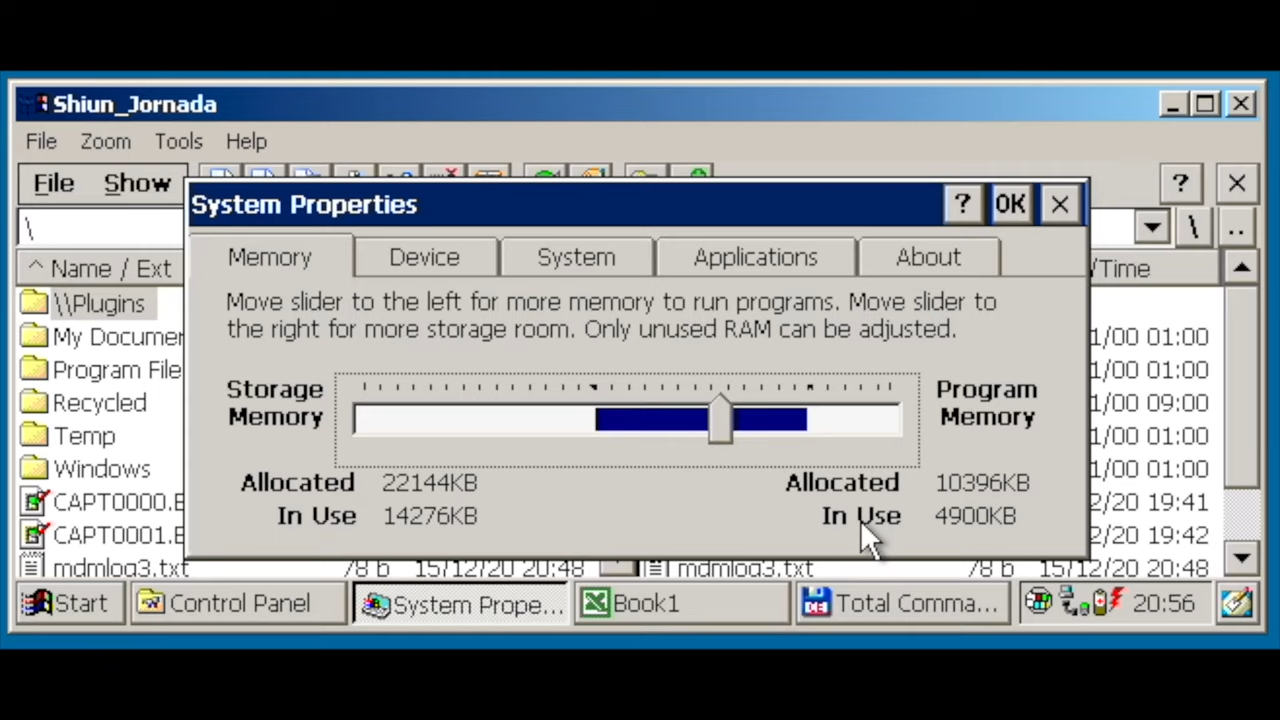 Shiun_Jornada
File Zoom Tools Help
File Show
?
\
\ ..
System Properties
? OK
Memory Device System Applications About
Move slider to the left for more memory to run programs. Move slider to
the right for more storage room. Only unused RAM can be adjusted.
Storage
Memory
Program
Memory
Allocated 22144KB
In Use 14276KB
Allocated 10396KB
In Use 4900KB
^ Name / Ext
/Time
\\Plugins
My Documen
1/00 01:00
Program File
1/00 01:00
Recycled
1/00 09:00
Temp
1/00 01:00
Windows
1/00 01:00
CAPT0000.B
12/20 19:41
CAPT0001.B
12/20 19:42
mdmlog3.txt 78 b 15/12/20 20:48
mdmlog3.txt 78 b 15/12/20 20:48
Start Control Panel System Prope... Book1 Total Comma... 20:56